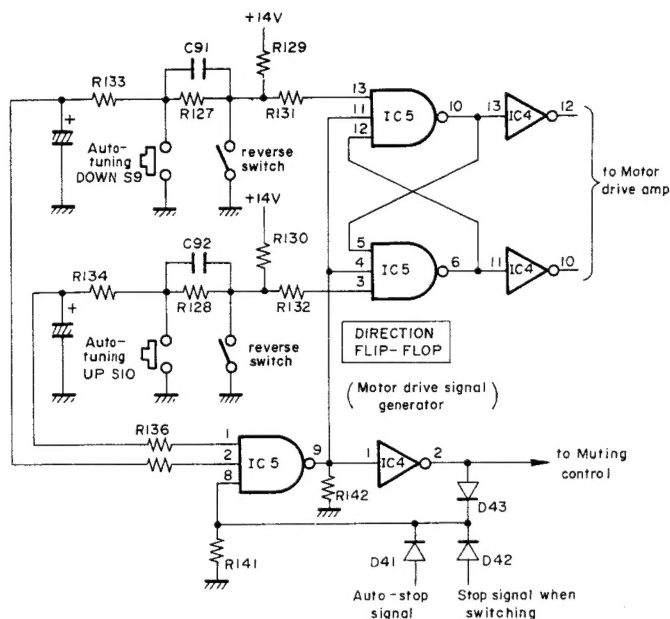 +14V
C91
R129
R133
R127
R131
13
11
12
IC5
10
13
IC4
12
+
Auto-
tuning
DOWN S9
reverse
switch
+14V
to Motor
drive amp
C92
R130
5
4
3
IC5
6
11
IC4
10
R134
R128
R132
+
Auto-
tuning
UP S10
reverse
switch
DIRECTION
FLIP-FLOP
(Motor drive signal
generator)
R136
1
2
8
IC5
9
1
IC4
2
to Muting
control
R142
D43
R141
D41
D42
Auto-stop
signal
Stop signal when
switching